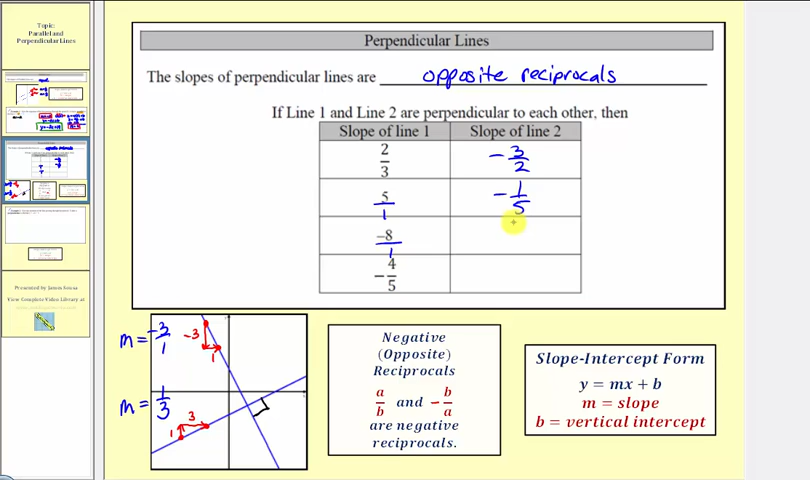 Topic:
Parallel and
Perpendicular Lines
Presented by James Sousa
View Complete Video Library at
Perpendicular Lines
The slopes of perpendicular lines are opposite reciprocals
If Line 1 and Line 2 are perpendicular to each other, then
Slope of line 1 Slope of line 2
2/3 -3/2
5/1 -1/5
-8/1
-4/5
m = -3/1
-3
1
m = 1/3
3
1
Negative
(Opposite)
Reciprocals
a/b and -b/a
are negative
reciprocals.
Slope-Intercept Form
y = mx + b
m = slope
b = vertical intercept